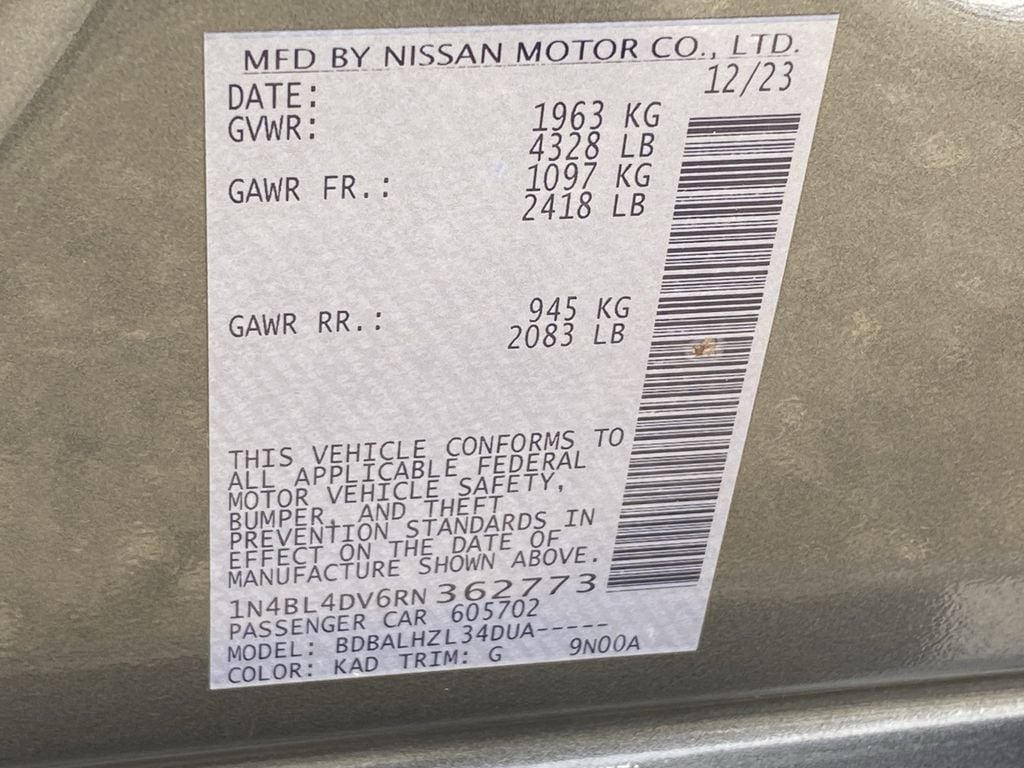 MFD BY NISSAN MOTOR CO., LTD.
DATE: 12/23
GVWR: 1963 KG
4328 LB
GAWR FR.: 1097 KG
2418 LB
GAWR RR.: 945 KG
2083 LB
THIS VEHICLE CONFORMS TO
ALL APPLICABLE FEDERAL
MOTOR VEHICLE SAFETY,
BUMPER, AND THEFT
PREVENTION STANDARDS IN
EFFECT ON THE DATE OF
MANUFACTURE SHOWN ABOVE.
1N4BL4DV6RN 362773
PASSENGER CAR 605702
MODEL: BDBALHZL34DUA-----
COLOR: KAD TRIM: G 9N00A